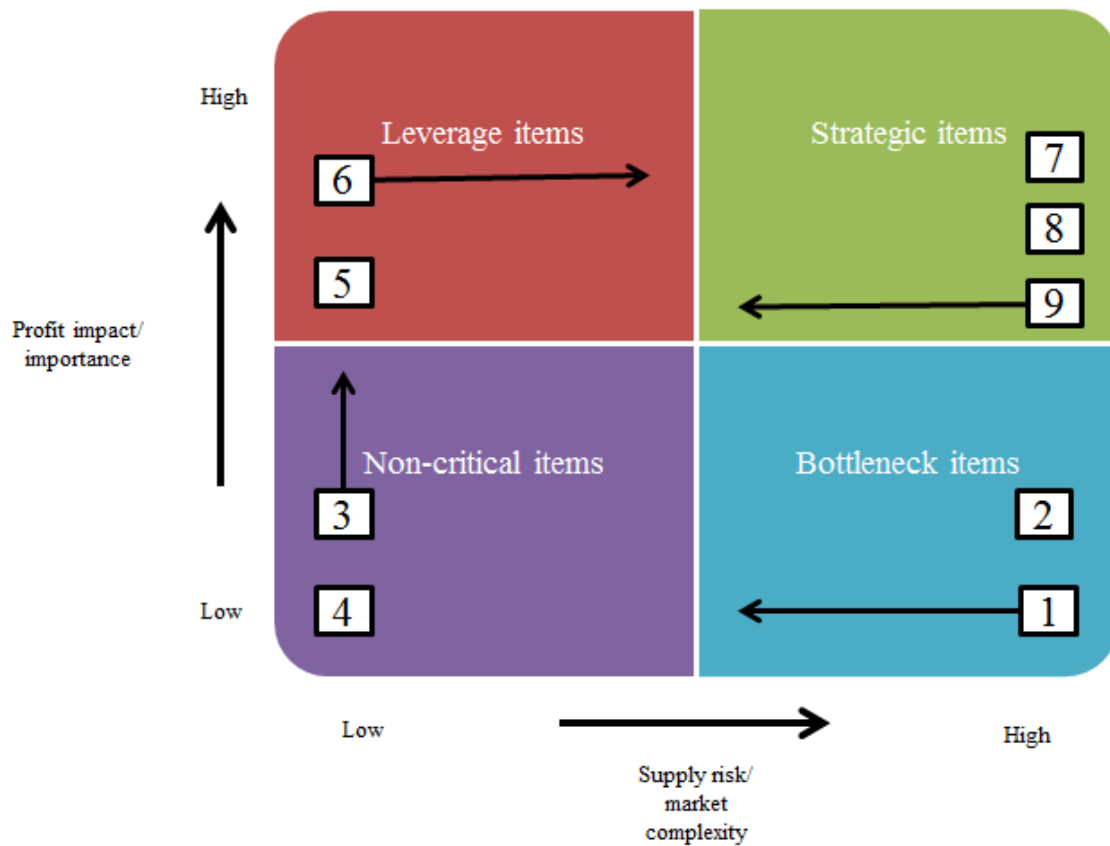 High
Leverage items
Strategic items
6
7
8
5
9
Profit impact/
importance
Non-critical items
Bottleneck items
3
2
Low
4
1
Low
High
Supply risk/
market
complexity